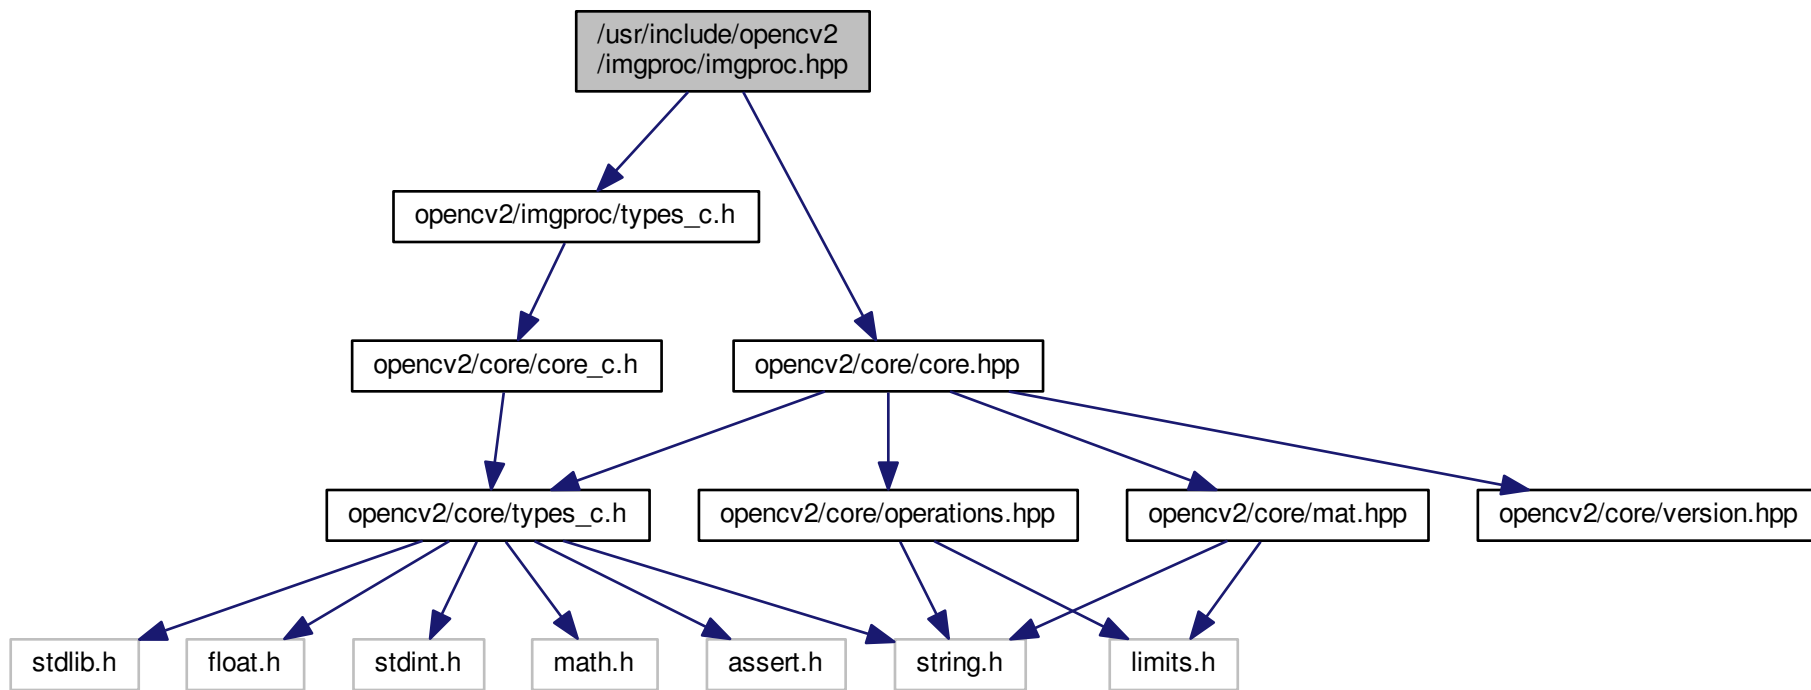 /usr/include/opencv2
/imgproc/imgproc.hpp
opencv2/imgproc/types_c.h
opencv2/core/core_c.h
opencv2/core/core.hpp
opencv2/core/types_c.h
opencv2/core/operations.hpp
opencv2/core/mat.hpp
opencv2/core/version.hpp
stdlib.h
float.h
stdint.h
math.h
assert.h
string.h
limits.h